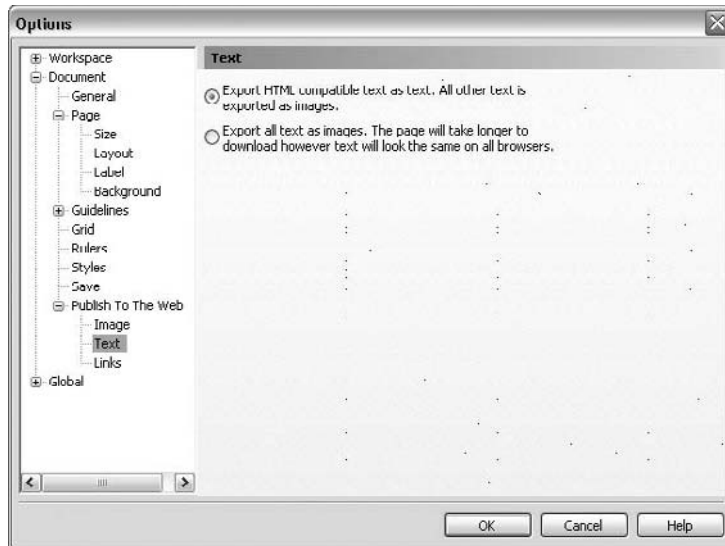 Options
Workspace
Document
General
Page
Size
Layout
Label
Background
Guidelines
Grid
Rulers
Styles
Save
Publish To The Web
Image
Text
Links
Global
Text
Export HTML compatible text as text. All other text is
exported as images.
Export all text as images. The page will take longer to
download however text will look the same on all browsers.
OK
Cancel
Help